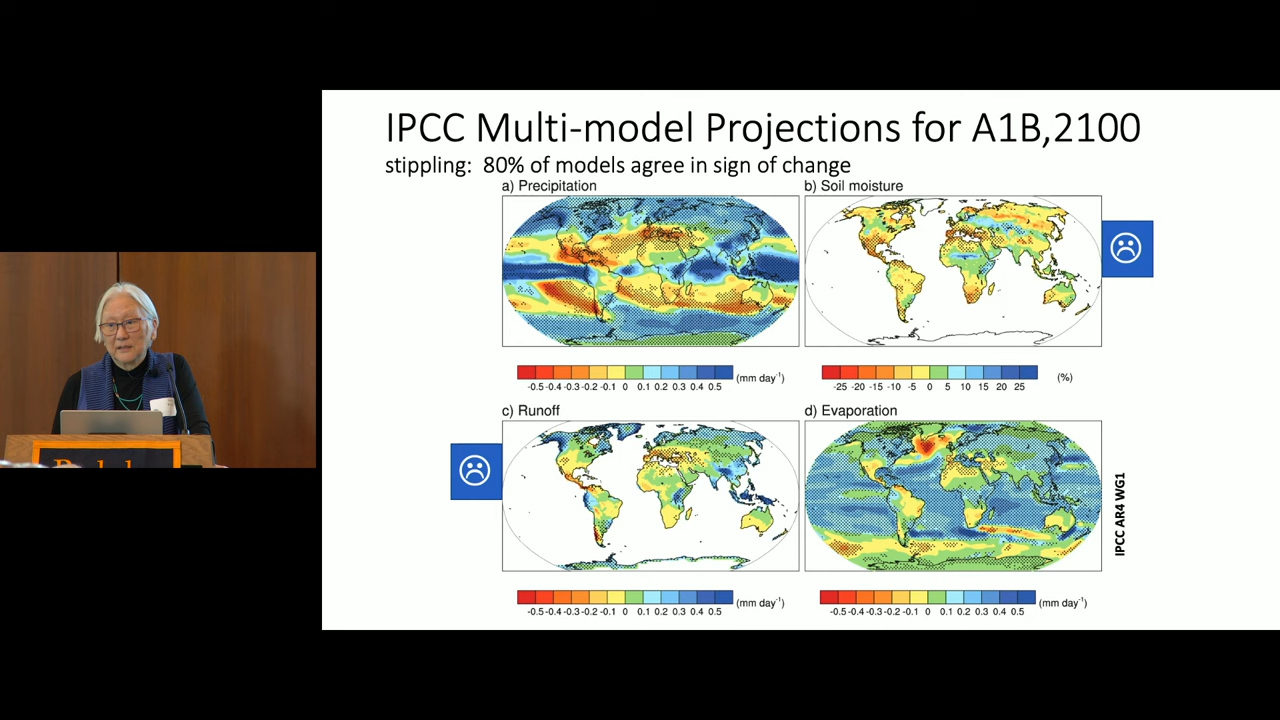 IPCC Multi-model Projections for A1B,2100
stippling: 80% of models agree in sign of change
a) Precipitation
b) Soil moisture
-0.5 -0.4 -0.3 -0.2 -0.1 0 0.1 0.2 0.3 0.4 0.5 (mm day⁻¹)
-25 -20 -15 -10 -5 0 5 10 15 20 25 (%)
c) Runoff
d) Evaporation
-0.5 -0.4 -0.3 -0.2 -0.1 0 0.1 0.2 0.3 0.4 0.5 (mm day⁻¹)
-0.5 -0.4 -0.3 -0.2 -0.1 0 0.1 0.2 0.3 0.4 0.5 (mm day⁻¹)
IPCC AR4 WG1